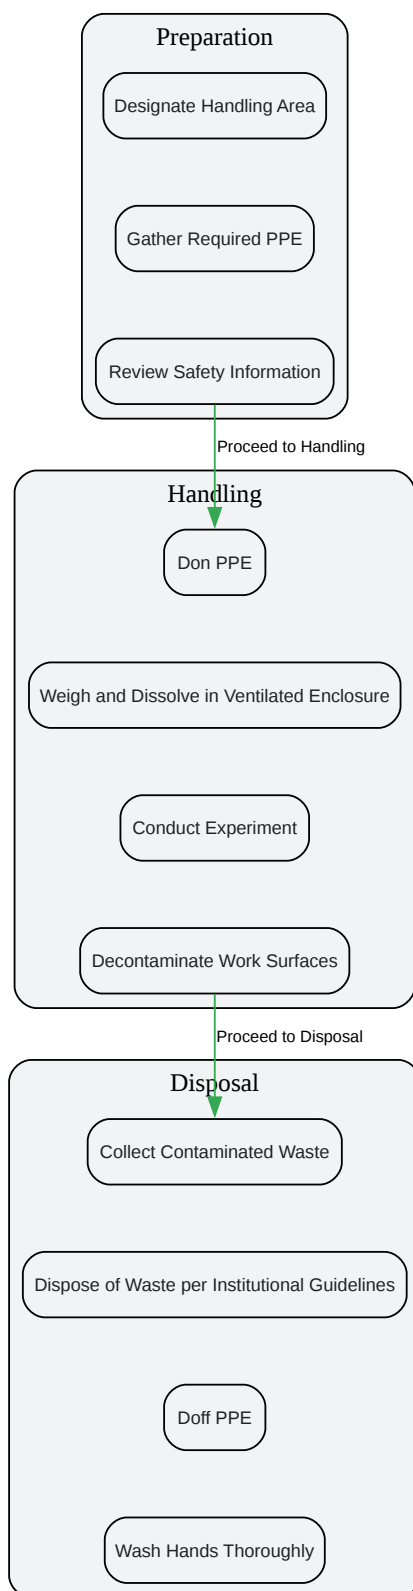 Preparation
Designate Handling Area
Gather Required PPE
Review Safety Information
Proceed to Handling
Handling
Don PPE
Weigh and Dissolve in Ventilated Enclosure
Conduct Experiment
Decontaminate Work Surfaces
Proceed to Disposal
Disposal
Collect Contaminated Waste
Dispose of Waste per Institutional Guidelines
Doff PPE
Wash Hands Thoroughly